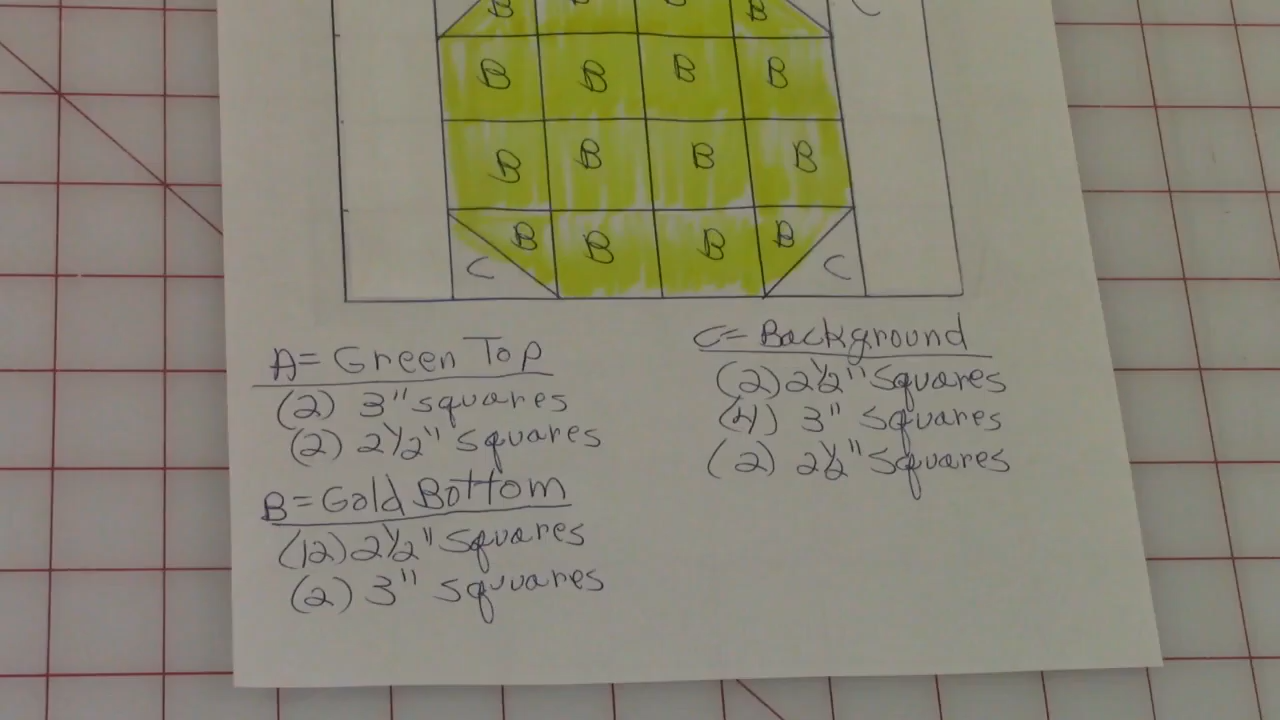 B B B B
C
B B B B
B B B B
B B B B
C C
A= Green Top
(2) 3" squares
(2) 2½" squares
B= Gold Bottom
(12) 2½" squares
(2) 3" squuares
C= Background
(2) 2½" squares
(4) 3" squares
(2) 2½" squares